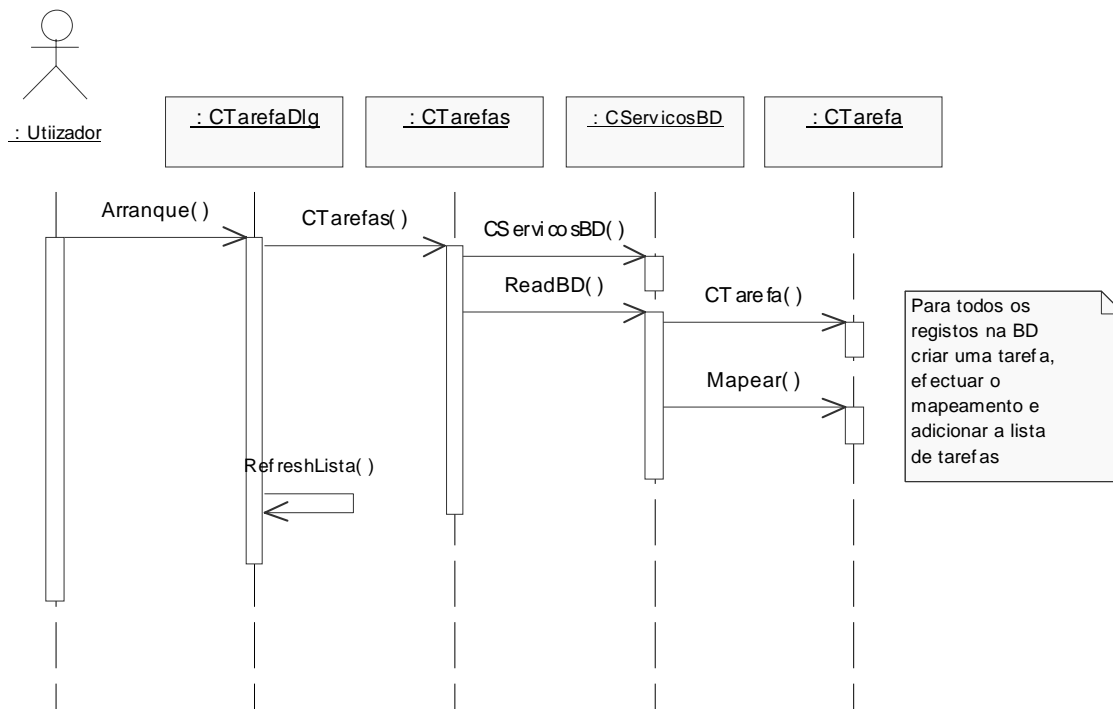 : Utiizador
: CTarefaDlg
: CTarefas
: CServicosBD
: CTarefa
Arranque( )
CTarefas( )
CServicosBD( )
ReadBD( )
CTarefa( )
Mapear( )
RefreshLista( )
Para todos os
registos na BD
criar uma tarefa,
efectuar o
mapeamento e
adicionar a lista
de tarefas